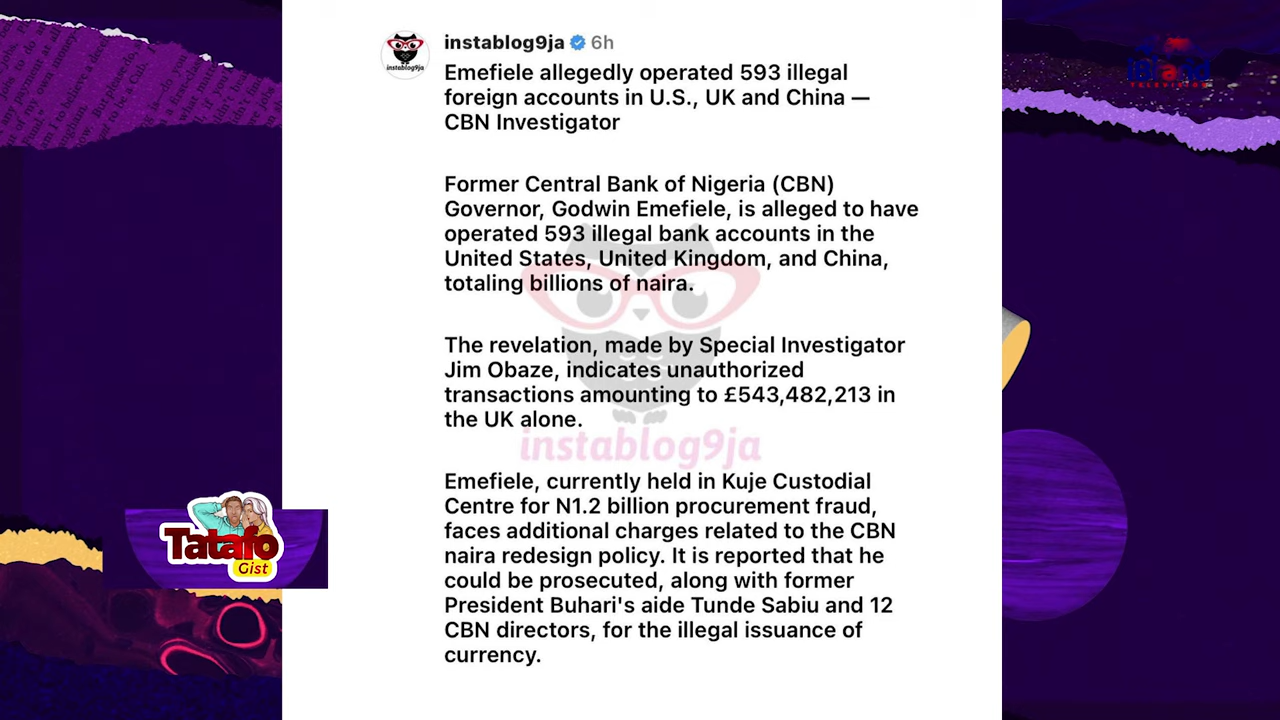 instablog9ja 6h
Emefiele allegedly operated 593 illegal
foreign accounts in U.S., UK and China —
CBN Investigator
Former Central Bank of Nigeria (CBN)
Governor, Godwin Emefiele, is alleged to have
operated 593 illegal bank accounts in the
United States, United Kingdom, and China,
totaling billions of naira.
The revelation, made by Special Investigator
Jim Obaze, indicates unauthorized
transactions amounting to £543,482,213 in
the UK alone.
instablog9ja
Emefiele, currently held in Kuje Custodial
Centre for N1.2 billion procurement fraud,
faces additional charges related to the CBN
naira redesign policy. It is reported that he
could be prosecuted, along with former
President Buhari's aide Tunde Sabiu and 12
CBN directors, for the illegal issuance of
currency.
instablog9ja
Tatafo
Gist
TELEVISION